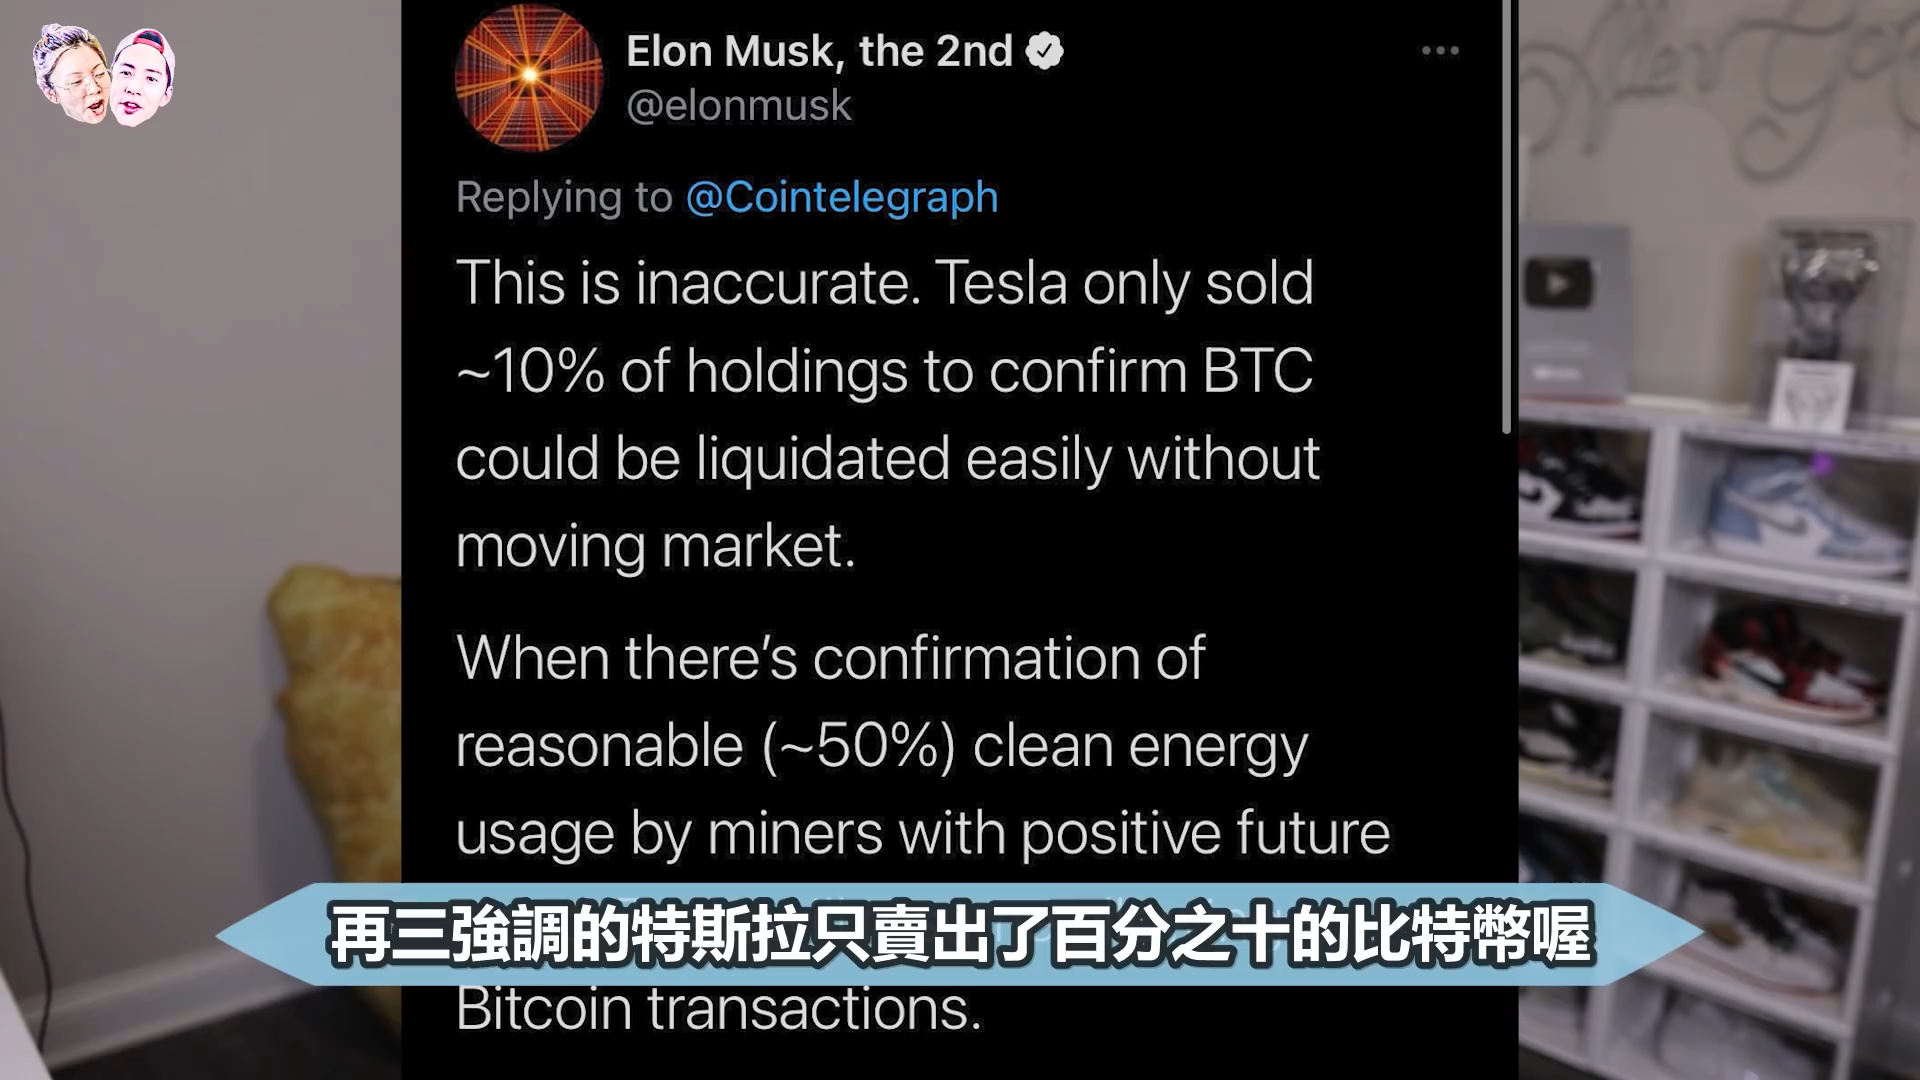 Elon Musk, the 2nd
@elonmusk
Replying to @Cointelegraph
This is inaccurate. Tesla only sold
~10% of holdings to confirm BTC
could be liquidated easily without
moving market.
When there’s confirmation of
reasonable (~50%) clean energy
usage by miners with positive future
再三強調的特斯拉只賣出了百分之十的比特幣喔
Bitcoin transactions.